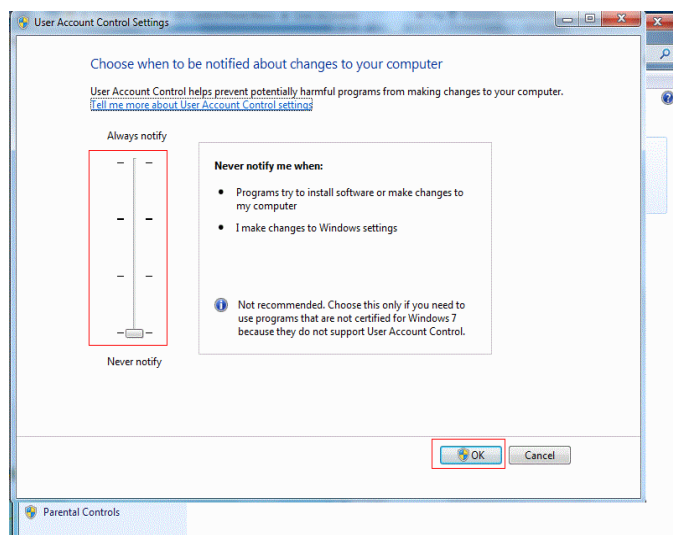 User Account Control Settings
Choose when to be notified about changes to your computer
User Account Control helps prevent potentially harmful programs from making changes to your computer.
Tell me more about User Account Control settings
Always notify
Never notify me when:
• Programs try to install software or make changes to
my computer
• I make changes to Windows settings
Not recommended. Choose this only if you need to
use programs that are not certified for Windows 7
because they do not support User Account Control.
Never notify
OK
Cancel
Parental Controls